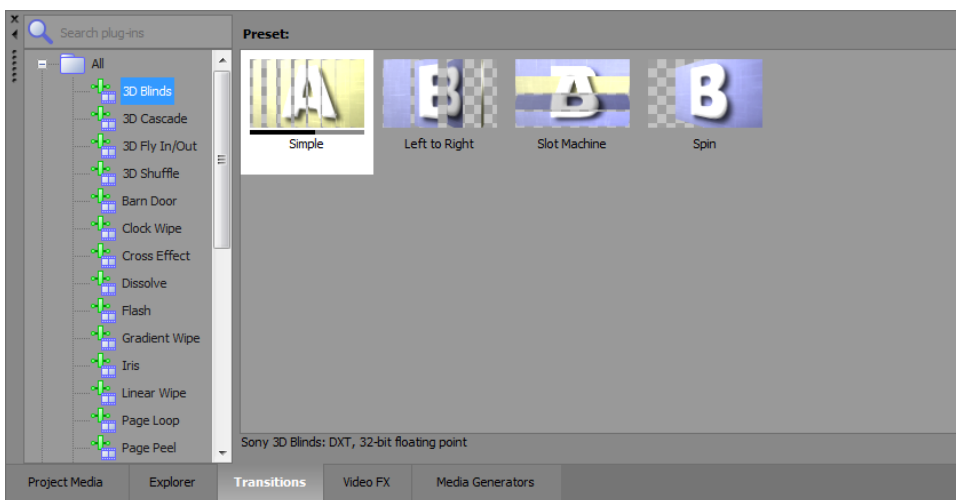 Search plug-ins
All
3D Blinds
3D Cascade
3D Fly In/Out
3D Shuffle
Barn Door
Clock Wipe
Cross Effect
Dissolve
Flash
Gradient Wipe
Iris
Linear Wipe
Page Loop
Page Peel
Preset:
A
B
B
B
Simple
Left to Right
Slot Machine
Spin
Sony 3D Blinds: DXT, 32-bit floating point
Project Media
Explorer
Transitions
Video FX
Media Generators